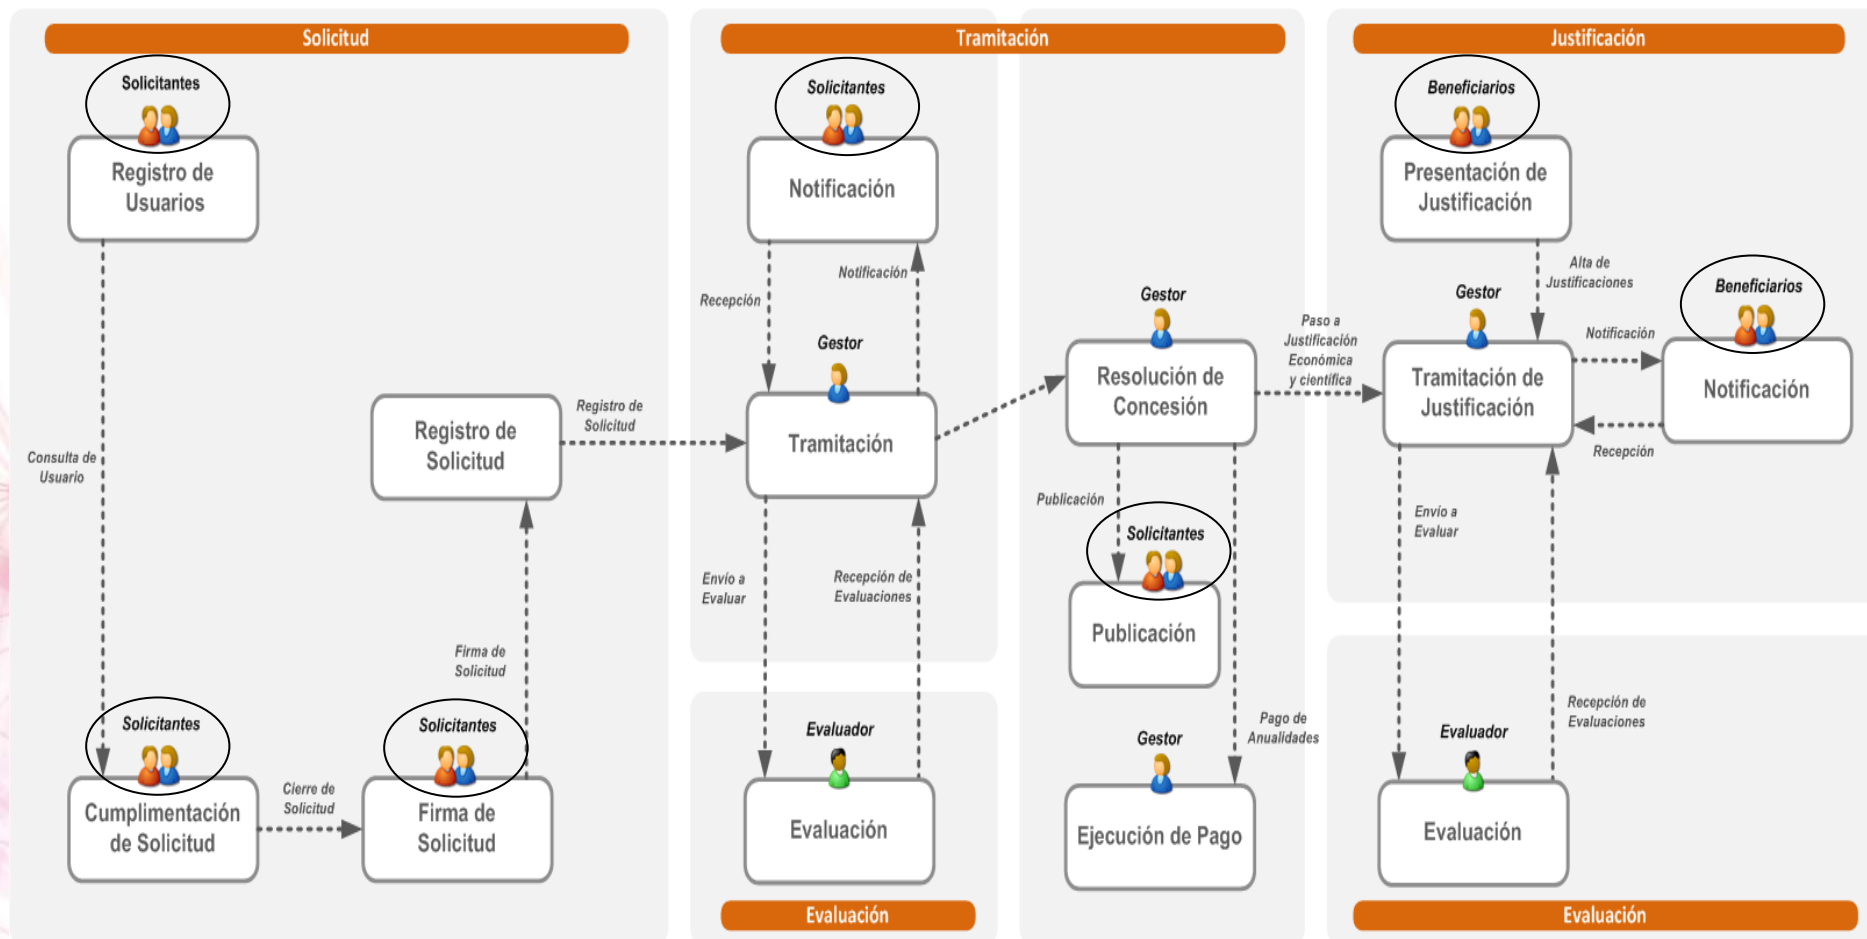 Solicitud
Solicitantes
Registro de
Usuarios
Consulta de
Usuario
Solicitantes
Cumplimentación
de Solicitud
Cierre de
Solicitud
Solicitantes
Firma de
Solicitud
Firma de
Solicitud
Registro de
Solicitud
Registro de
Solicitud
Tramitación
Solicitantes
Notificación
Recepción
Notificación
Gestor
Tramitación
Envío a
Evaluar
Recepción de
Evaluaciones
Evaluador
Evaluación
Evaluación
Gestor
Resolución de
Concesión
Publicación
Solicitantes
Publicación
Pago de
Anualidades
Gestor
Ejecución de Pago
Paso a
Justificación
Económica
y científica
Justificación
Beneficiarios
Presentación de
Justificación
Alta de
Justificaciones
Gestor
Tramitación de
Justificación
Notificación
Beneficiarios
Notificación
Recepción
Envío a
Evaluar
Recepción de
Evaluaciones
Evaluador
Evaluación
Evaluación